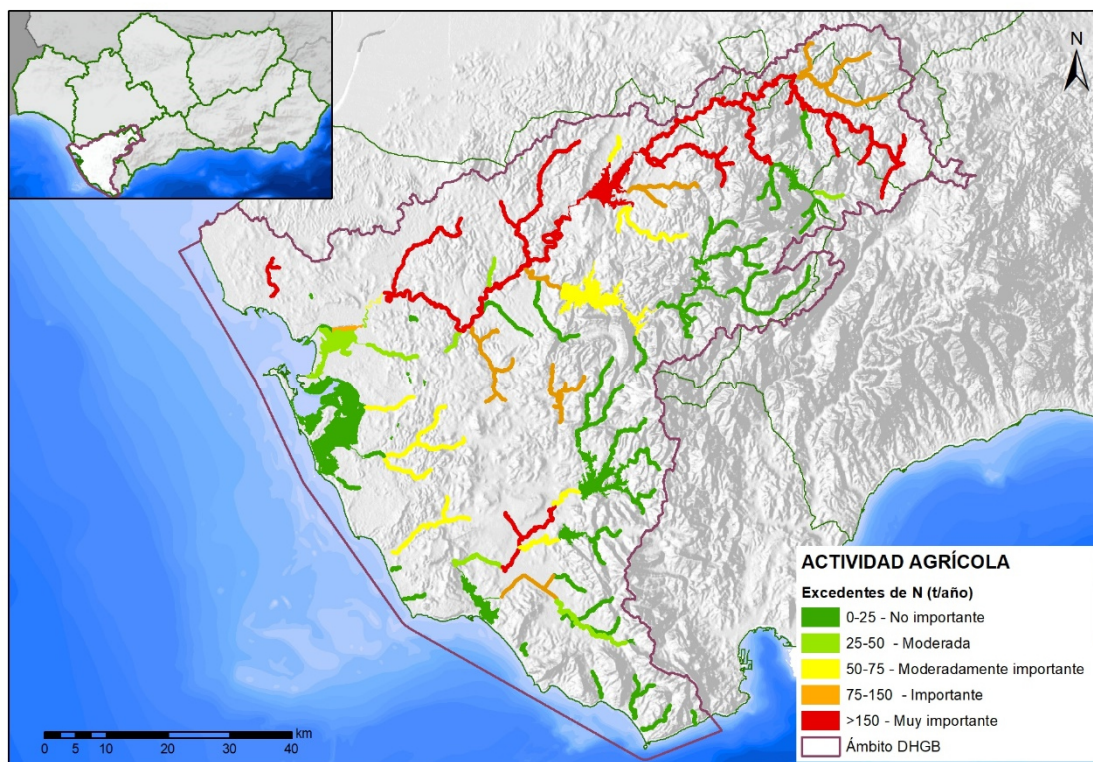 N
ACTIVIDAD AGRÍCOLA
Excedentes de N (t/año)
0-25 - No importante
25-50 - Moderada
50-75 - Moderadamente importante
75-150 - Importante
>150 - Muy importante
Ámbito DHGB
km
0 5 10 20 30 40